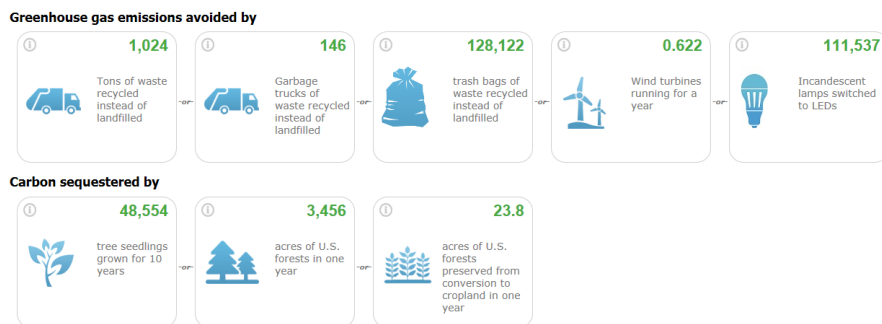 Greenhouse gas emissions avoided by
1,024
Tons of waste
recycled
instead of
landfilled
-or-
146
Garbage
trucks of
waste recycled
instead of
landfilled
-or-
128,122
trash bags of
waste recycled
instead of
landfilled
-or-
0.622
Wind turbines
running for a
year
-or-
111,537
Incandescent
lamps switched
to LEDs
Carbon sequestered by
48,554
tree seedlings
grown for 10
years
-or-
3,456
acres of U.S.
forests in one
year
-or-
23.8
acres of U.S.
forests
preserved from
conversion to
cropland in one
year